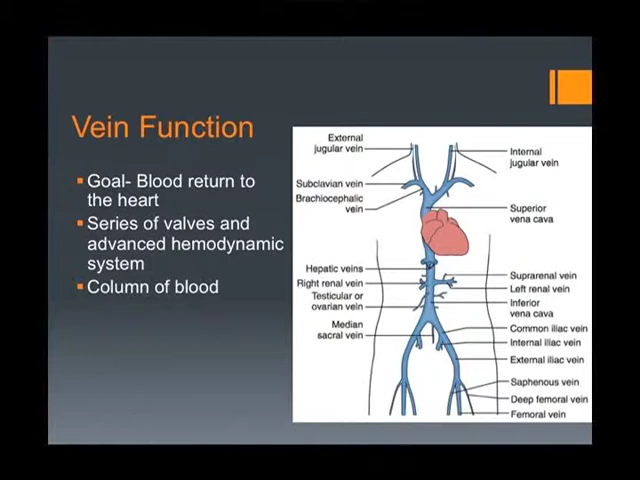 Vein Function
Goal- Blood return to
the heart
Series of valves and
advanced hemodynamic
system
Column of blood
External
jugular vein
Subclavian vein
Brachiocephalic
vein
Hepatic veins
Right renal vein
Testicular or
ovarian vein
Median
sacral vein
Internal
jugular vein
Superior
vena cava
Suprarenal vein
Left renal vein
Inferior
vena cava
Common iliac vein
Internal iliac vein
External iliac vein
Saphenous vein
Deep femoral vein
Femoral vein